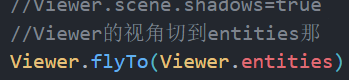 //Viewer.scene.shadows=true
//Viewer的视角切到entities那
Viewer.flyTo(Viewer.entities)